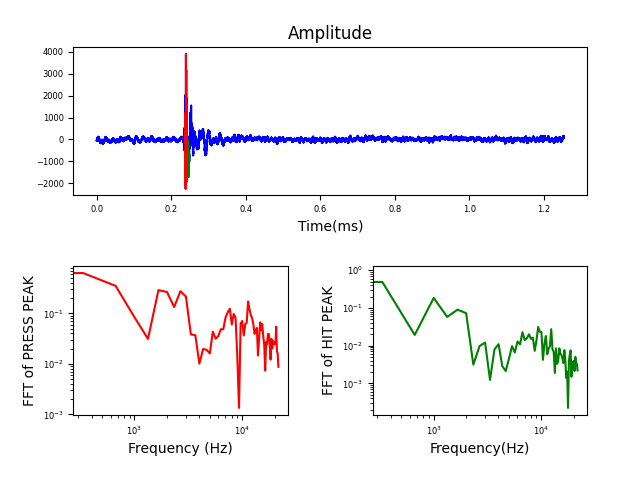 Amplitude
4000
3000
2000
1000
0
−1000
−2000
0.0 0.2 0.4 0.6 0.8 1.0 1.2
Time(ms)
FFT of PRESS PEAK
10⁻¹
10⁻²
10⁻³
10³ 10⁴
Frequency (Hz)
FFT of HIT PEAK
10⁰
10⁻¹
10⁻²
10⁻³
10³ 10⁴
Frequency(Hz)